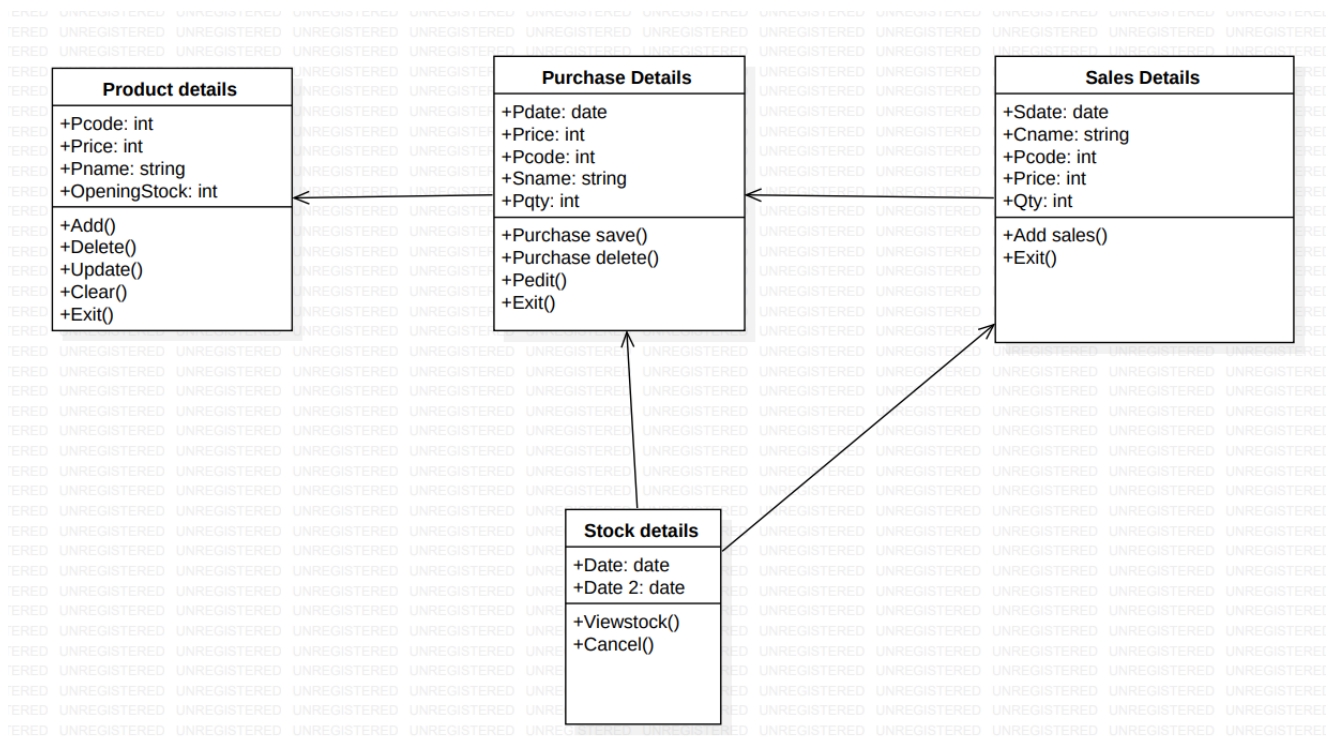 Product details
+Pcode: int
+Price: int
+Pname: string
+OpeningStock: int
+Add()
+Delete()
+Update()
+Clear()
+Exit()
Purchase Details
+Pdate: date
+Price: int
+Pcode: int
+Sname: string
+Pqty: int
+Purchase save()
+Purchase delete()
+Pedit()
+Exit()
Sales Details
+Sdate: date
+Cname: string
+Pcode: int
+Price: int
+Qty: int
+Add sales()
+Exit()
Stock details
+Date: date
+Date 2: date
+Viewstock()
+Cancel()
UNREGISTERED